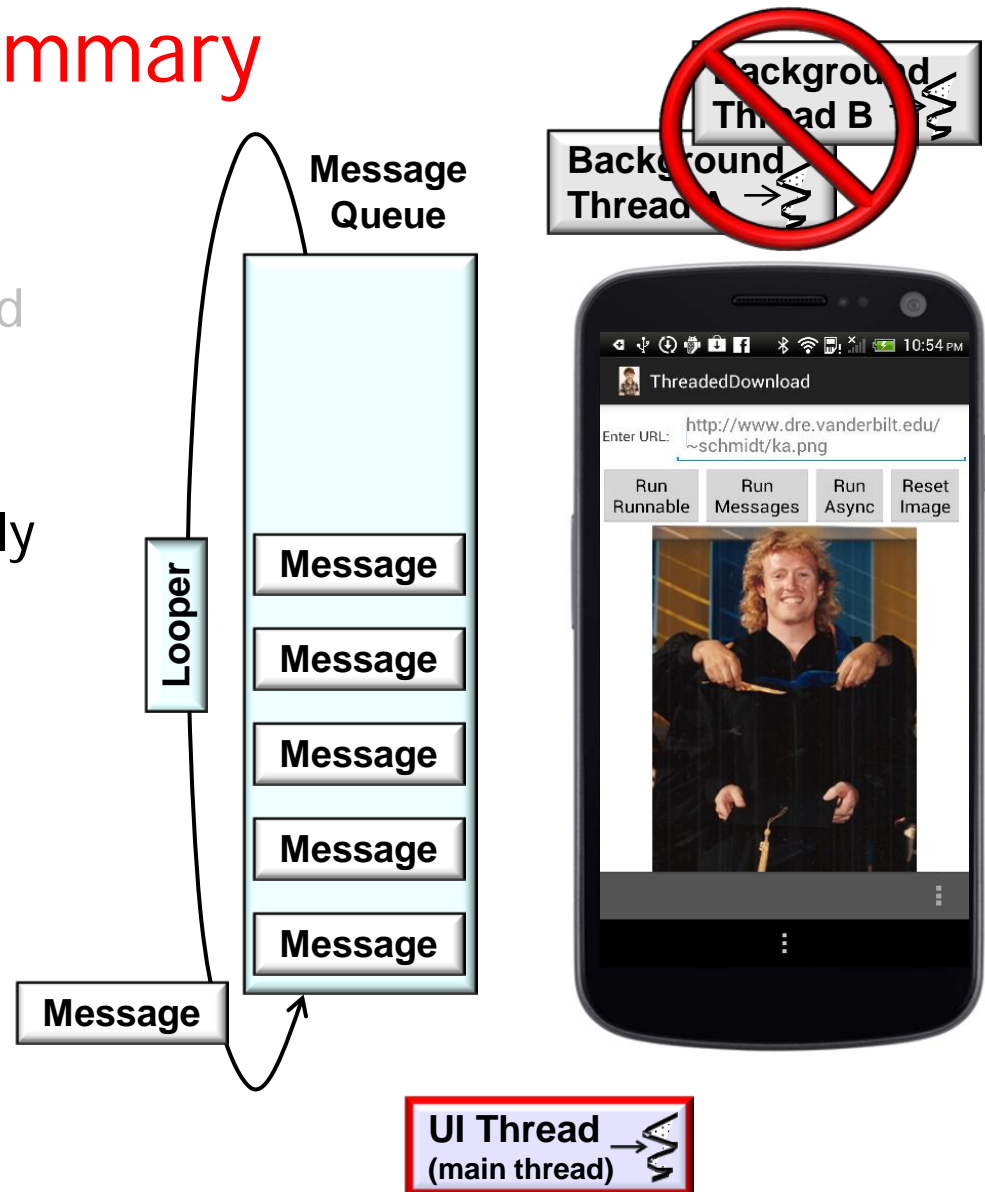 mmary
d
ly
Message
Queue
Looper
Message
Message
Message
Message
Message
Message
Background
Thread B
Background
Thread A
10:54 PM
ThreadedDownload
Enter URL:
http://www.dre.vanderbilt.edu/
~schmidt/ka.png
Run
Runnable
Run
Messages
Run
Async
Reset
Image
UI Thread
(main thread)